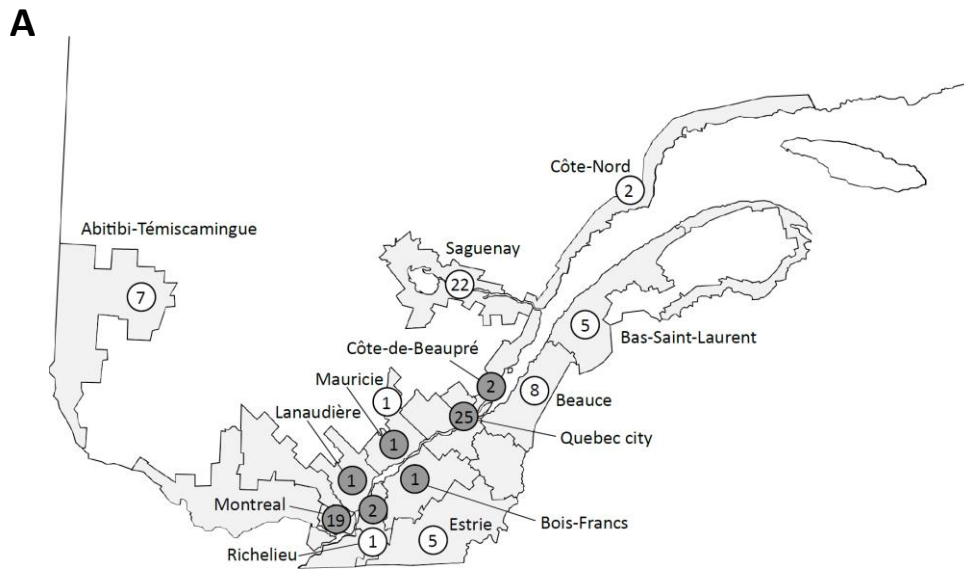 A
Côte-Nord
2
Abitibi-Témiscamingue
7
Saguenay
22
5
Bas-Saint-Laurent
Côte-de-Beaupré
2
Mauricie
1
8
Beauce
Lanaudière
25
Quebec city
1
1
1
Montreal
19
2
Bois-Francs
Richelieu
1
Estrie
5